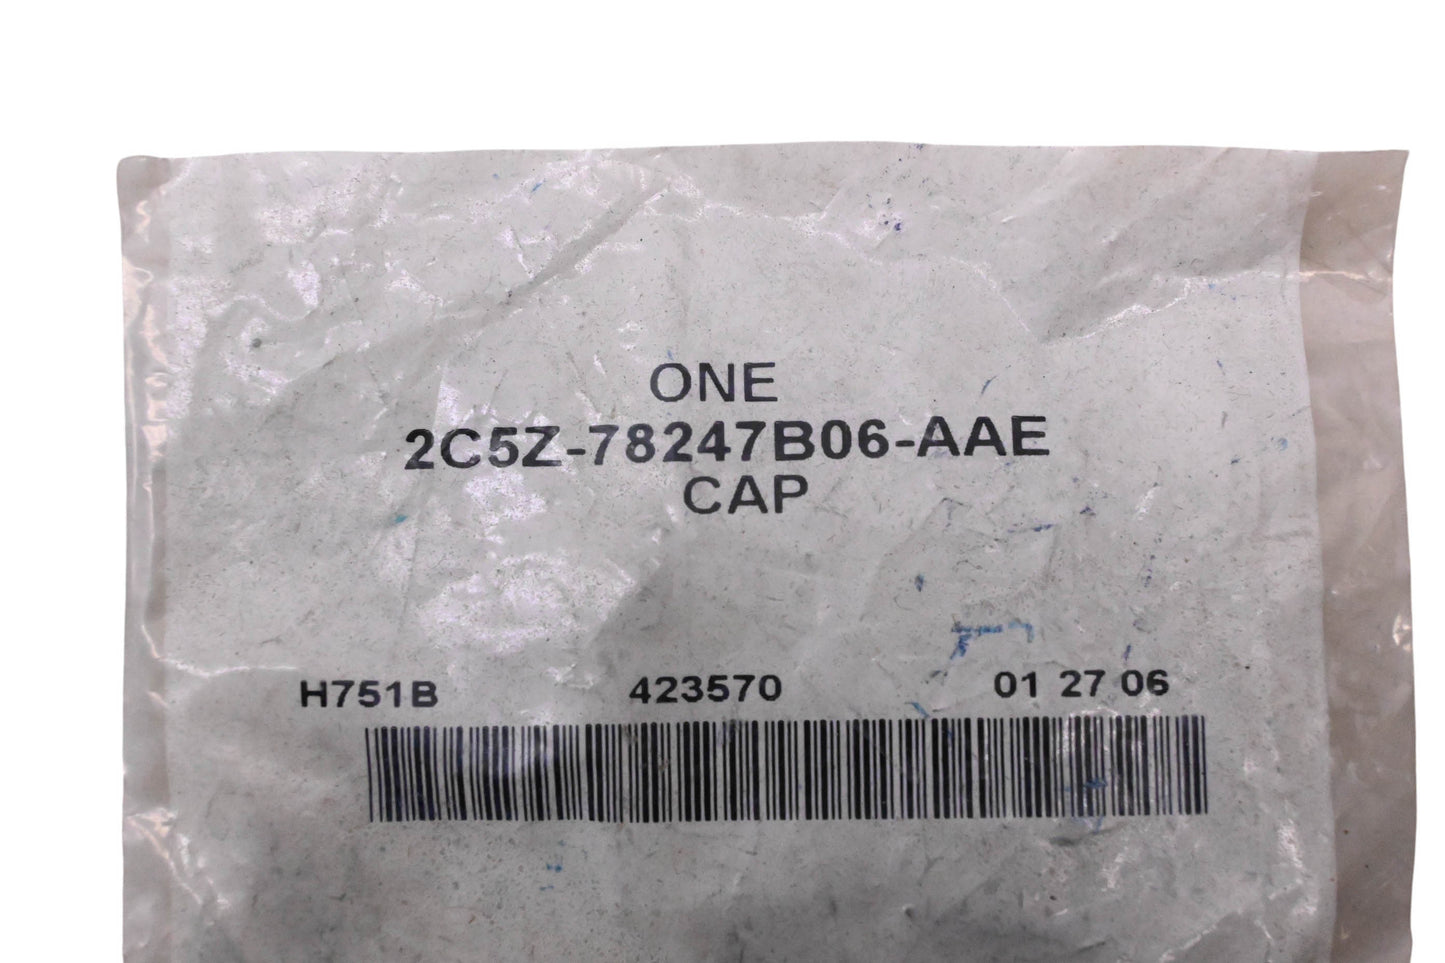 ONE
2C5Z-78247B06-AAE
CAP
H751B 423570 01 27 06